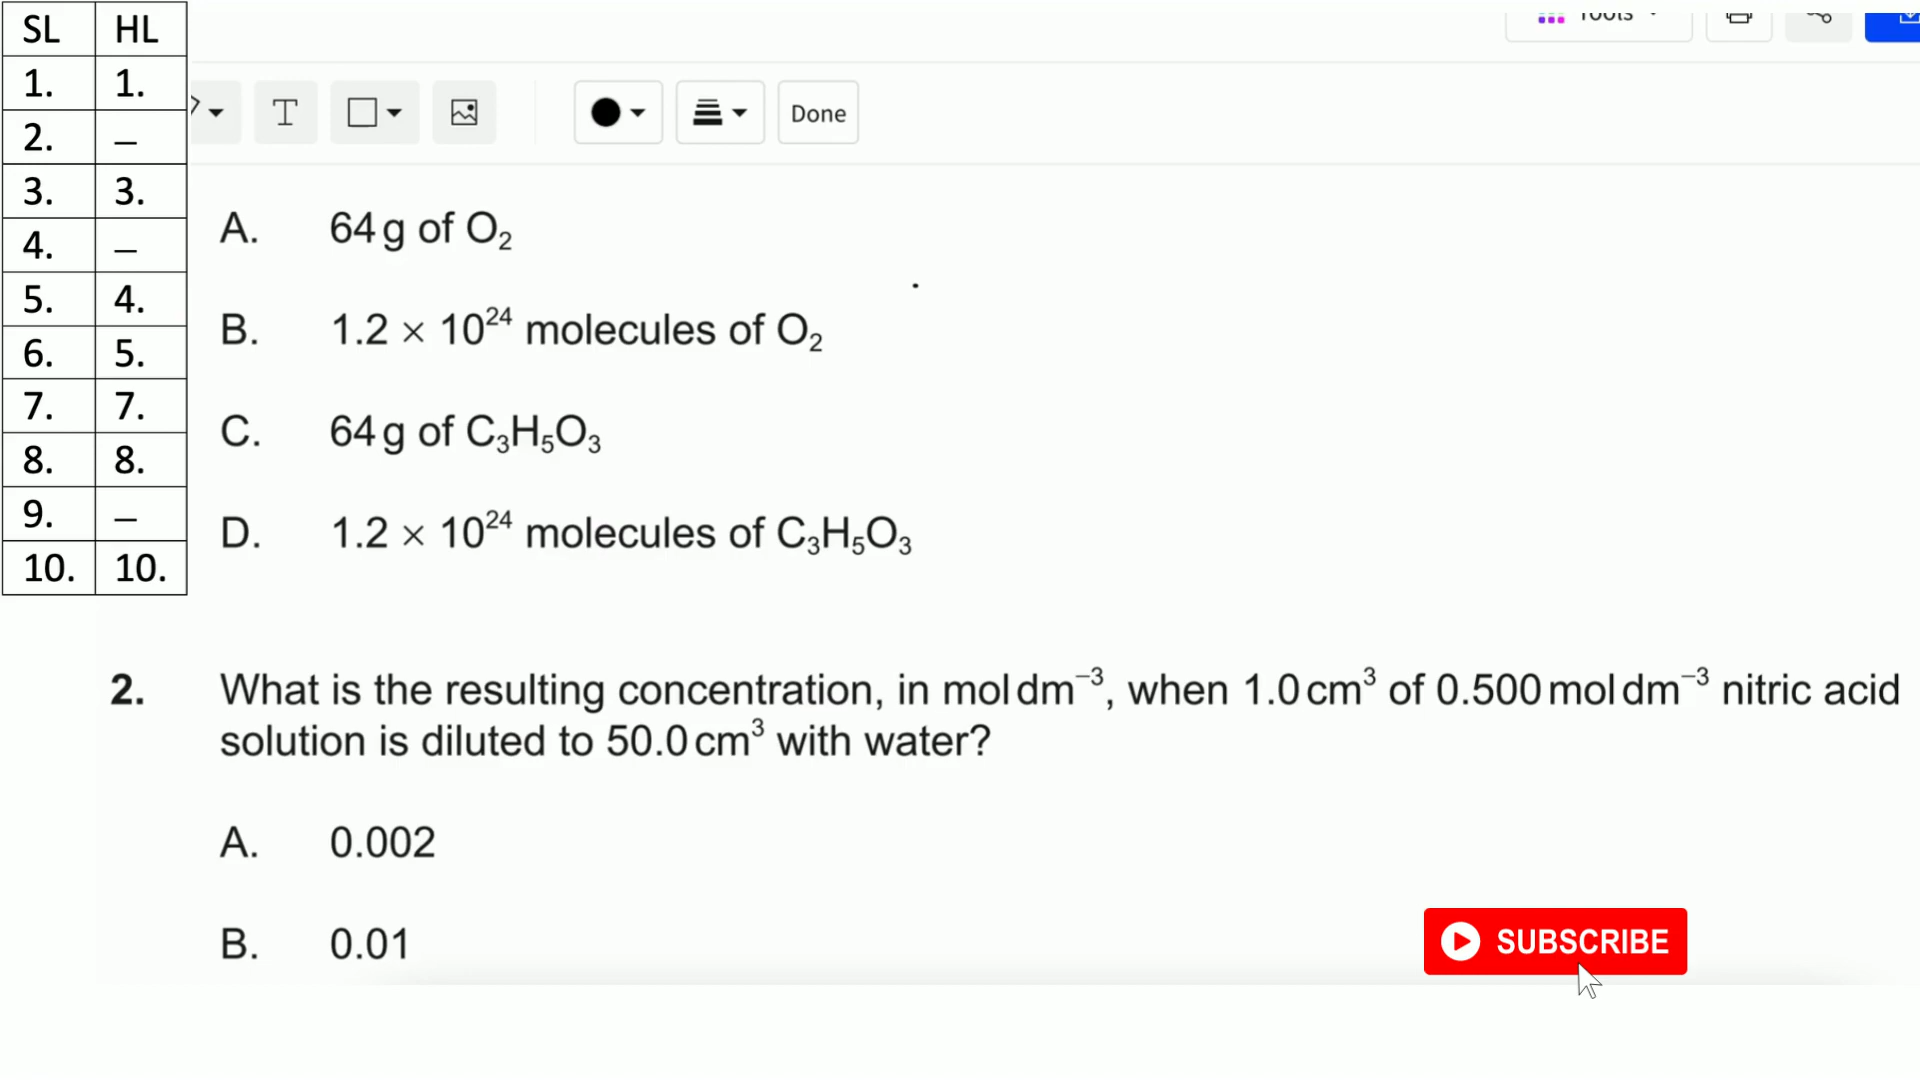 SL HL
1. 1.
2. –
3. 3.
4. –
5. 4.
6. 5.
7. 7.
8. 8.
9. –
10. 10.
Tools
T
Done
A. 64 g of O₂
B. 1.2 × 10²⁴ molecules of O₂
C. 64 g of C₃H₅O₃
D. 1.2 × 10²⁴ molecules of C₃H₅O₃
2. What is the resulting concentration, in mol dm⁻³, when 1.0 cm³ of 0.500 mol dm⁻³ nitric acid
solution is diluted to 50.0 cm³ with water?
A. 0.002
B. 0.01
SUBSCRIBE